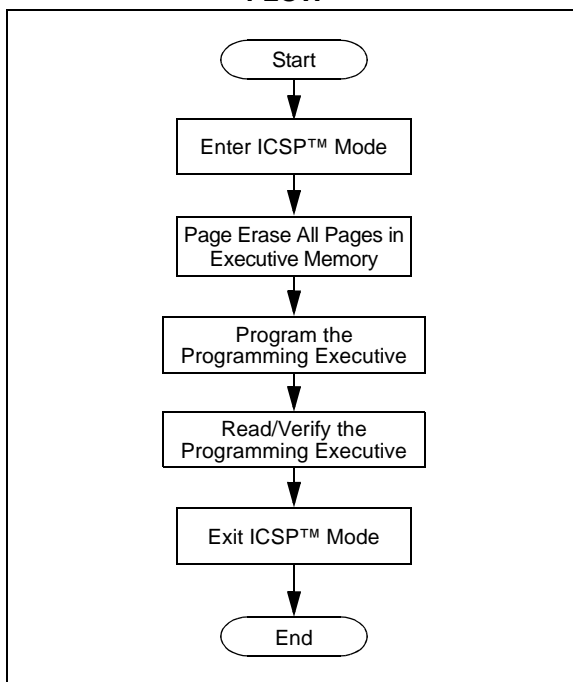 Start
Enter ICSP™ Mode
Page Erase All Pages in
Executive Memory
Program the
Programming Executive
Read/Verify the
Programming Executive
Exit ICSP™ Mode
End